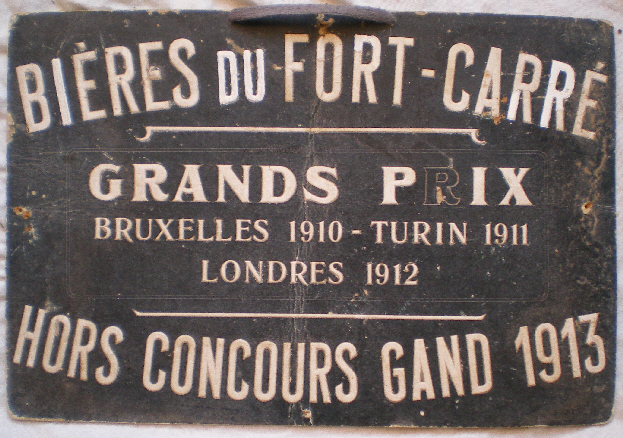 BIÈRES DU FORT-CARRÉ
GRANDS PRIX
BRUXELLES 1910 - TURIN 1911
LONDRES 1912
HORS CONCOURS GAND 1913